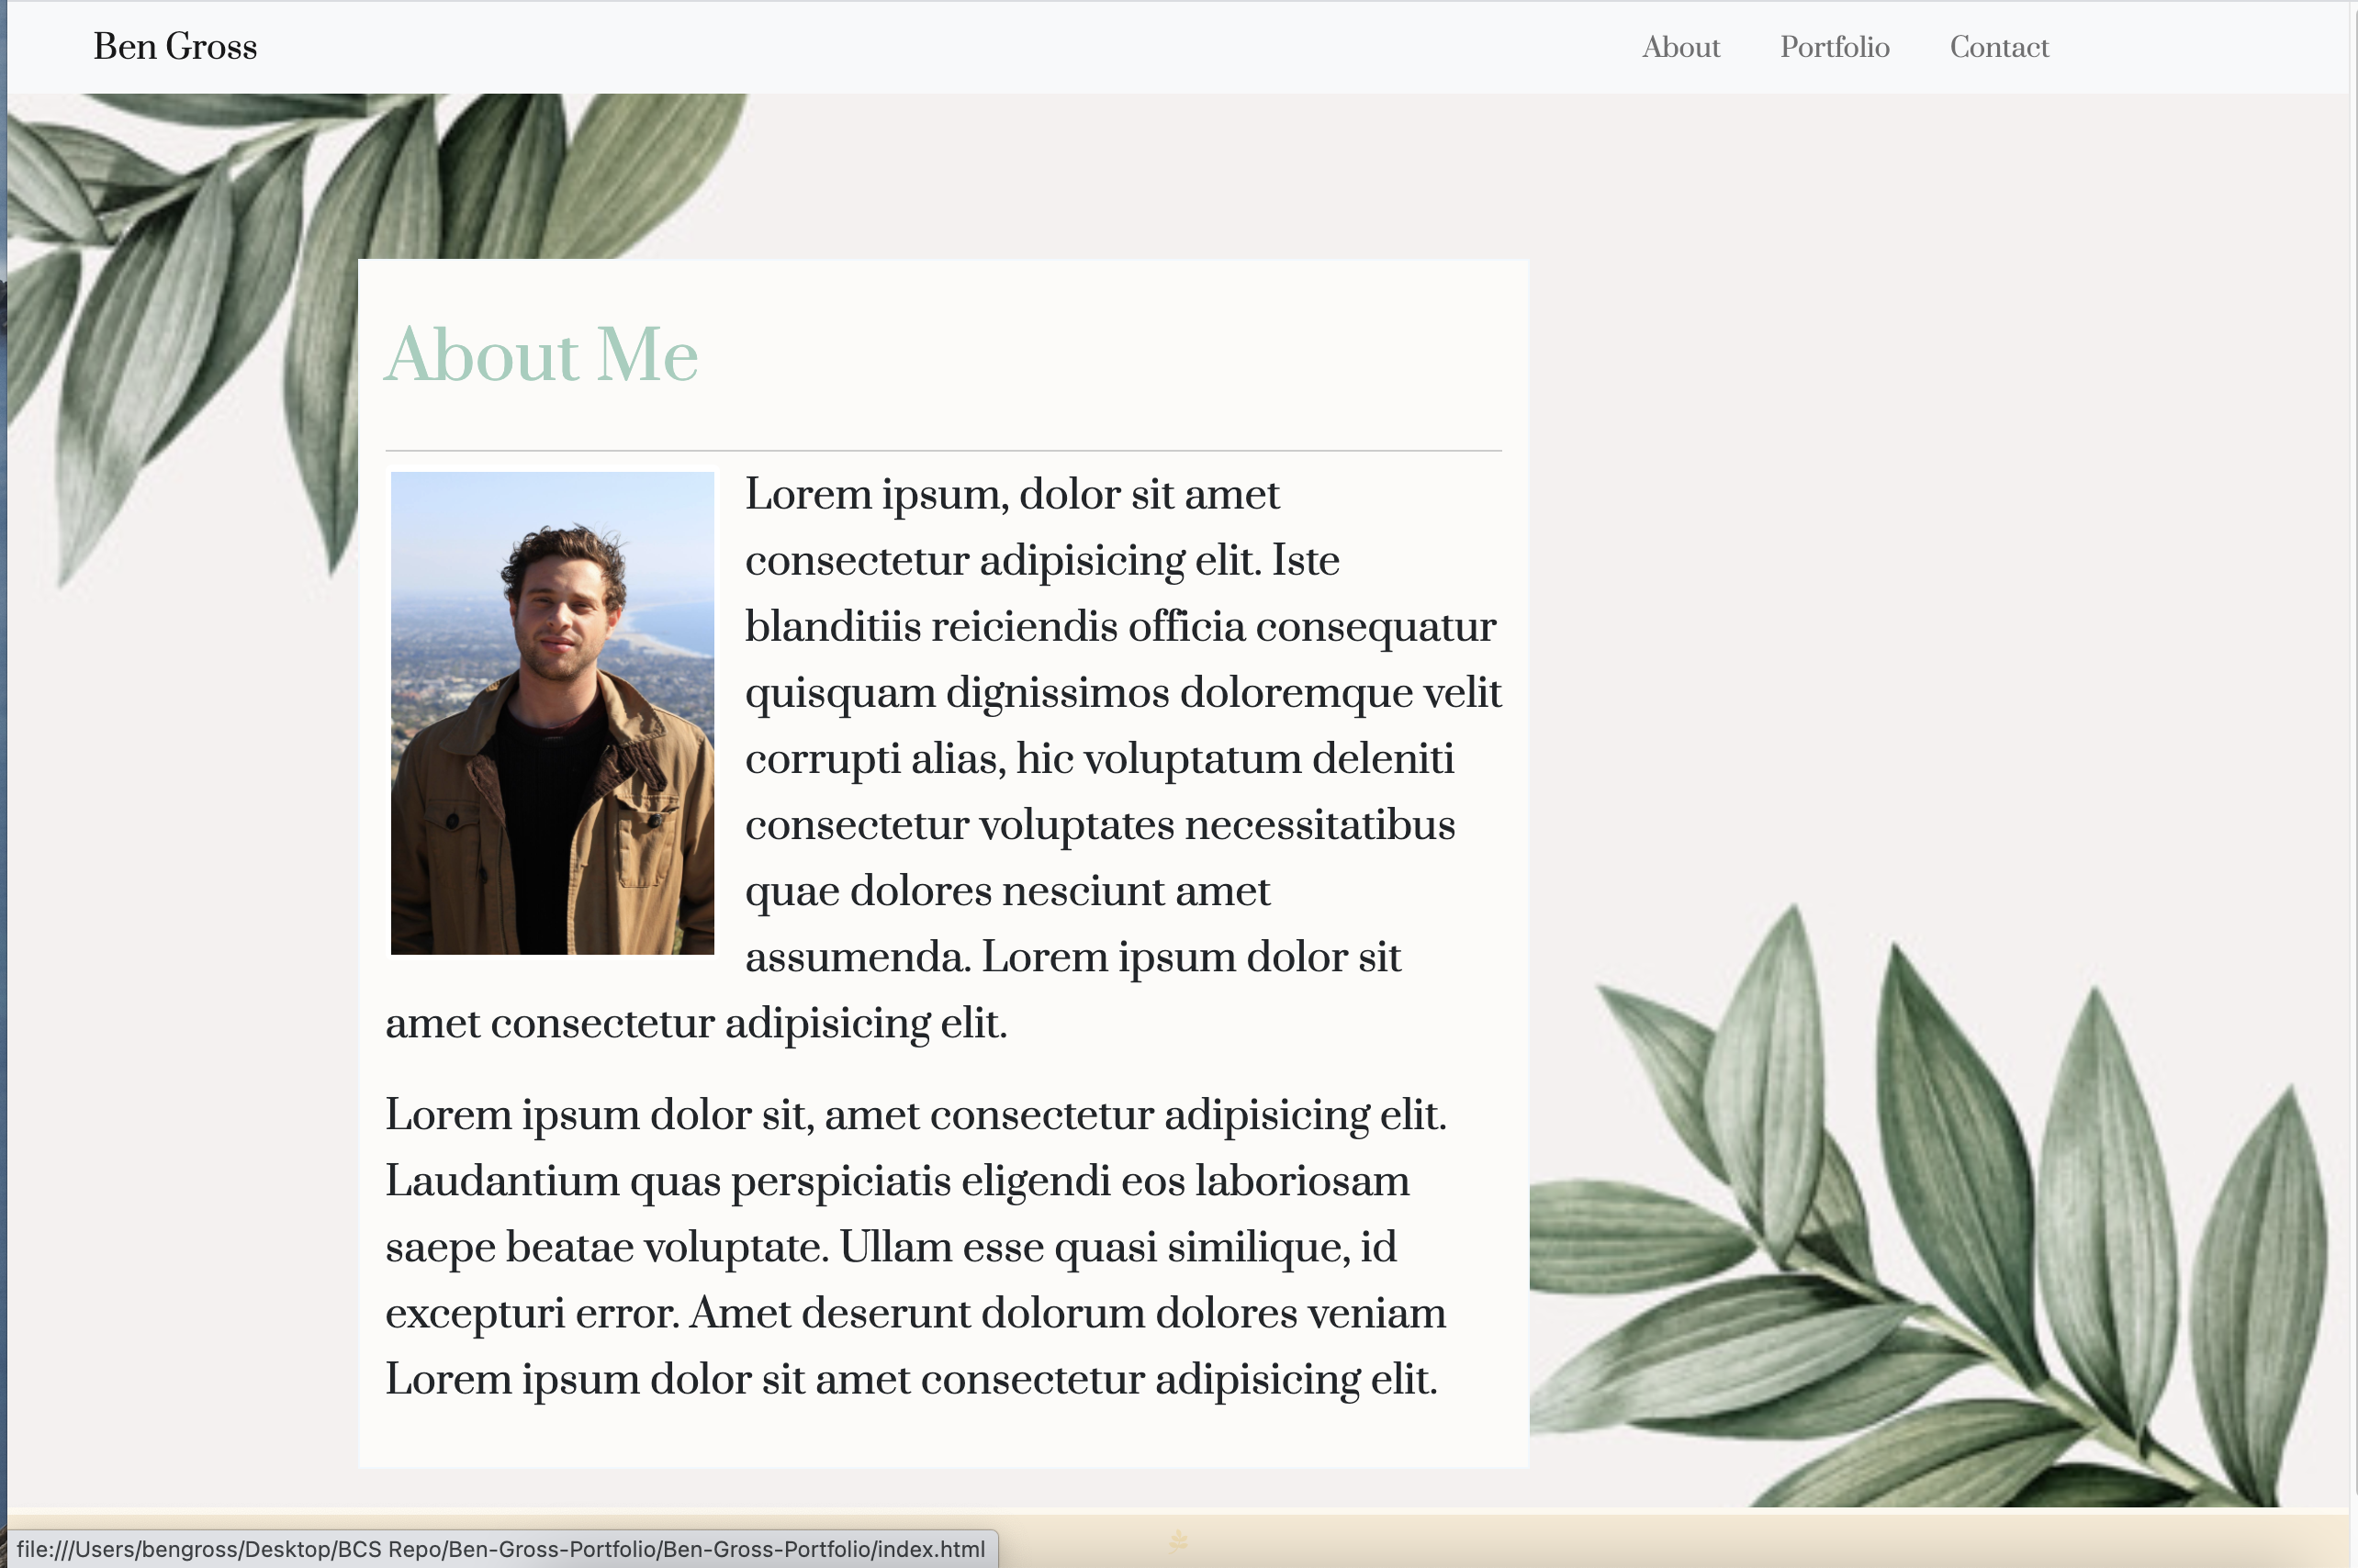 Ben Gross
About Portfolio Contact
About Me
Lorem ipsum, dolor sit amet
consectetur adipisicing elit. Iste
blanditiis reiciendis officia consequatur
quisquam dignissimos doloremque velit
corrupti alias, hic voluptatum deleniti
consectetur voluptates necessitatibus
quae dolores nesciunt amet
assumenda. Lorem ipsum dolor sit
amet consectetur adipisicing elit.
Lorem ipsum dolor sit, amet consectetur adipisicing elit.
Laudantium quas perspiciatis eligendi eos laboriosam
saepe beatae voluptate. Ullam esse quasi similique, id
excepturi error. Amet deserunt dolorum dolores veniam
Lorem ipsum dolor sit amet consectetur adipisicing elit.
file:///Users/bengross/Desktop/BCS Repo/Ben-Gross-Portfolio/Ben-Gross-Portfolio/index.html